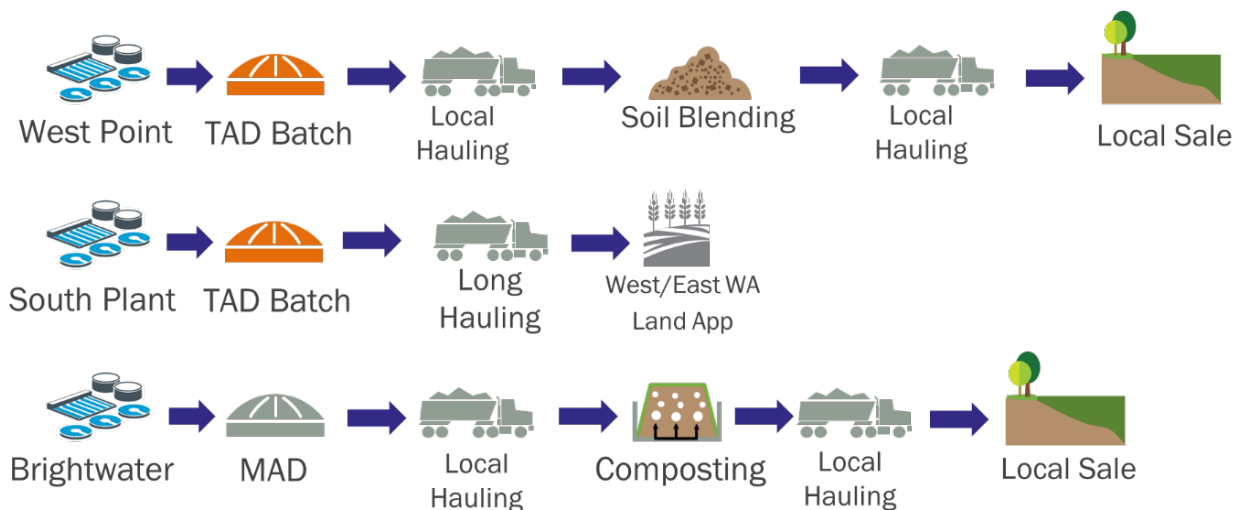 West Point
TAD Batch
Local
Hauling
Soil Blending
Local
Hauling
Local Sale
South Plant
TAD Batch
Long
Hauling
West/East WA
Land App
Brightwater
MAD
Local
Hauling
Composting
Local
Hauling
Local Sale